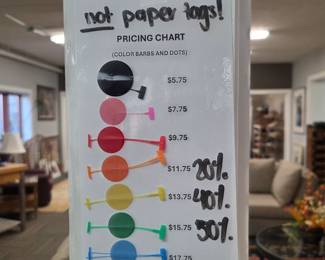 not paper tags!
PRICING CHART
(COLOR BARBS AND DOTS)
$5.75
$7.75
$9.75
$11.75 20%
$13.75 40%
$15.75 30%
$17.75